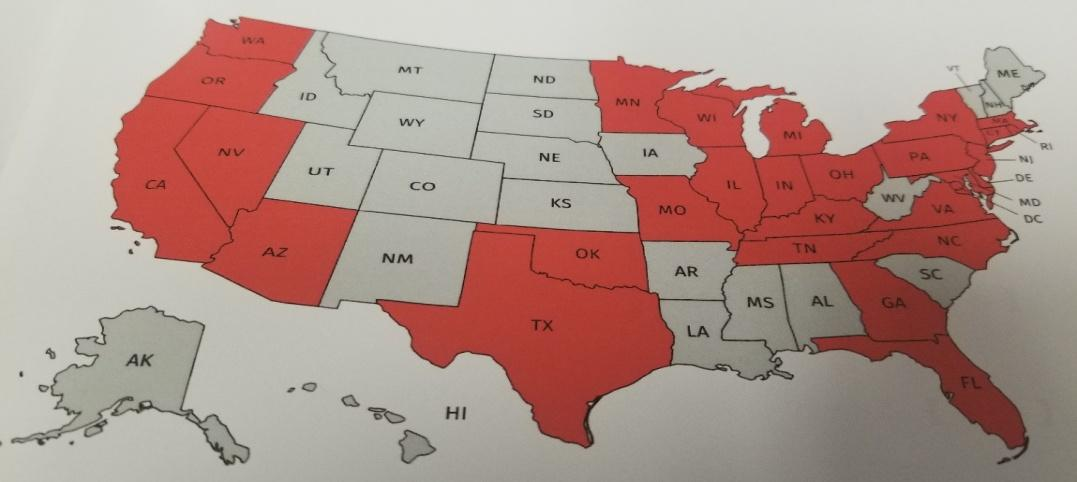 WA
OR
CA
NV
ID
MT
WY
UT
CO
AZ
NM
ND
SD
NE
KS
OK
TX
MN
IA
MO
AR
LA
WI
IL
MI
IN
OH
KY
TN
MS
AL
GA
FL
SC
NC
VA
WV
PA
NY
VT
NH
ME
MA
CT
RI
NJ
DE
MD
DC
AK
HI